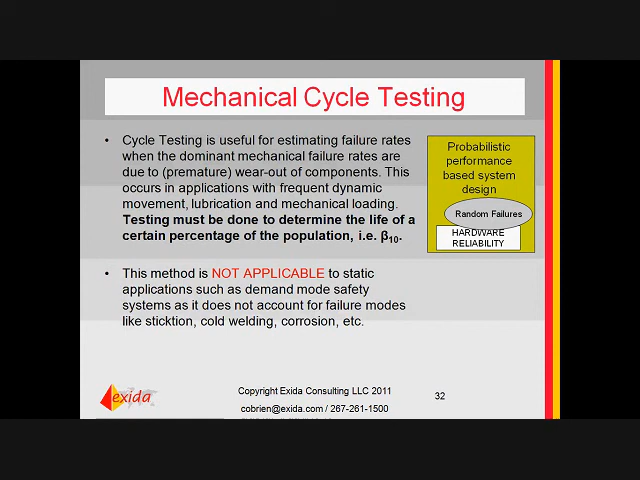 Mechanical Cycle Testing
• Cycle Testing is useful for estimating failure rates
when the dominant mechanical failure rates are
due to (premature) wear-out of components. This
occurs in applications with frequent dynamic
movement, lubrication and mechanical loading.
Testing must be done to determine the life of a
certain percentage of the population, i.e. β10.
• This method is NOT APPLICABLE to static
applications such as demand mode safety
systems as it does not account for failure modes
like sticktion, cold welding, corrosion, etc.
Probabilistic
performance
based system
design
Random Failures
HARDWARE
RELIABILITY
exida
Copyright Exida Consulting LLC 2011
cobrien@exida.com / 267-261-1500
32